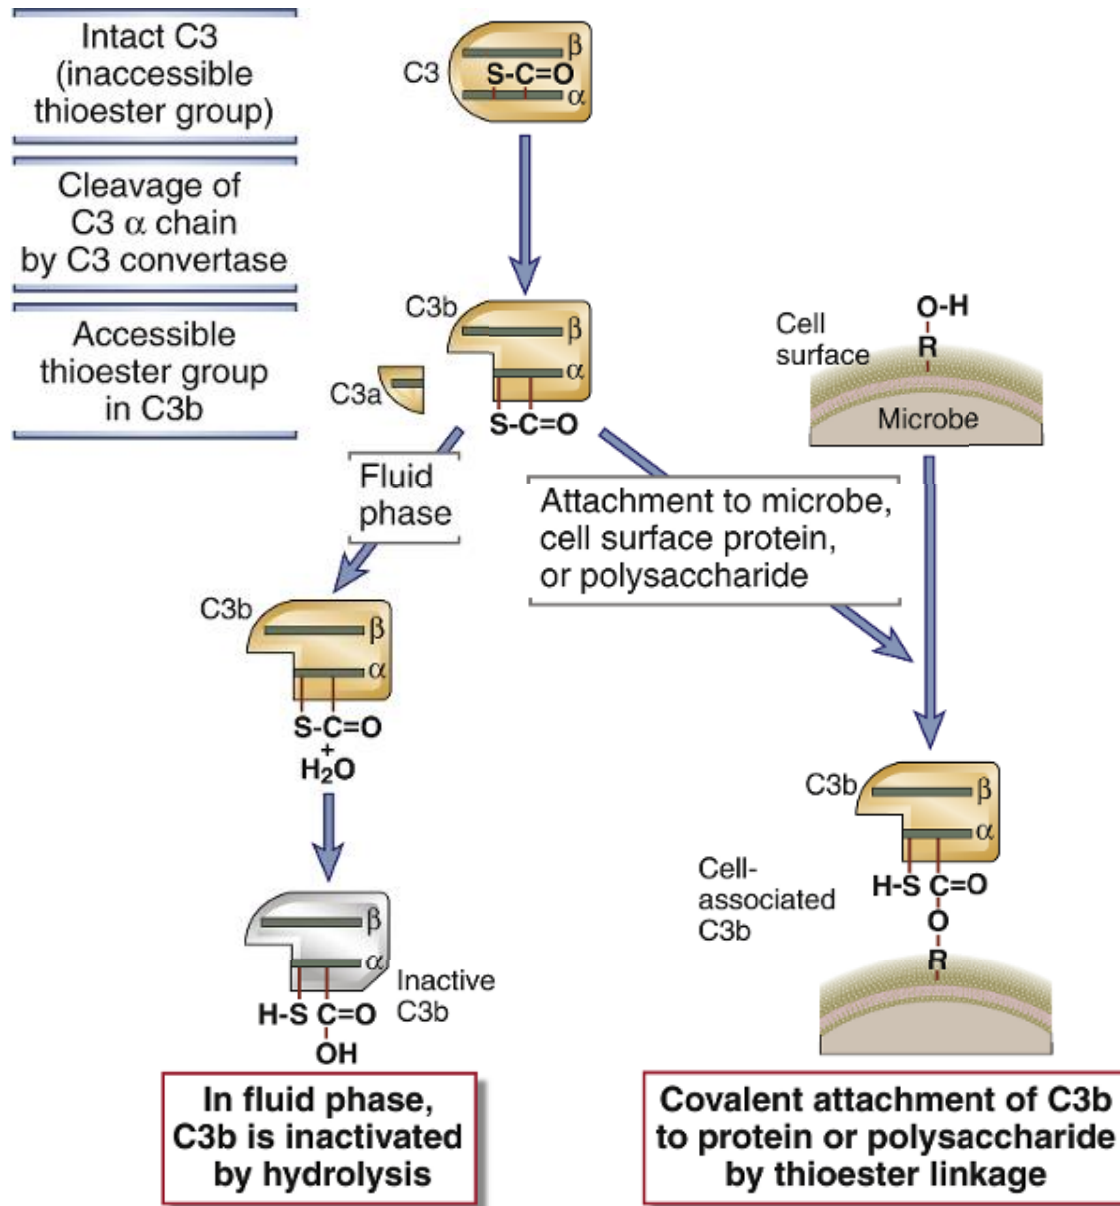 Intact C3
(inaccessible
thioester group)
Cleavage of
C3 α chain
by C3 convertase
Accessible
thioester group
in C3b
C3
β
S-C=O
α
C3b
β
α
C3a
S-C=O
Cell
surface
O-H
R
Microbe
Fluid
phase
Attachment to microbe,
cell surface protein,
or polysaccharide
C3b
β
α
S-C=O
+
H₂O
β
α
Inactive
C3b
H-S C=O
OH
In fluid phase,
C3b is inactivated
by hydrolysis
C3b
β
α
Cell-
associated
C3b
H-S C=O
O
R
Covalent attachment of C3b
to protein or polysaccharide
by thioester linkage